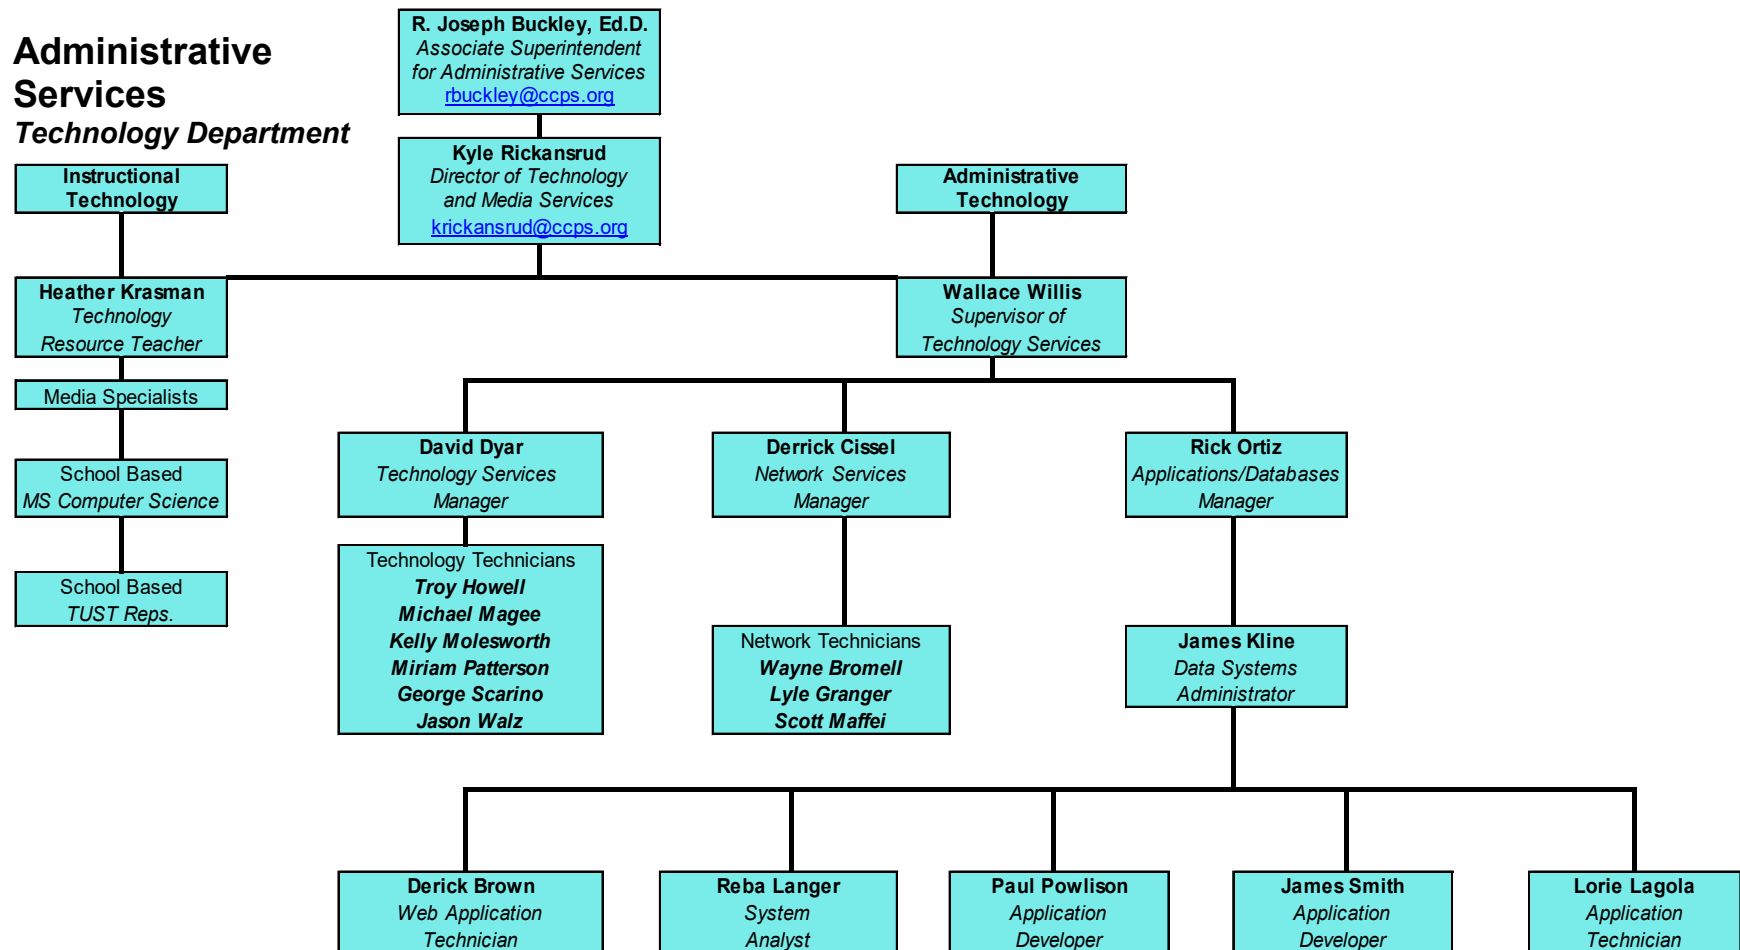 Administrative
Services
Technology Department
R. Joseph Buckley, Ed.D.
Associate Superintendent
for Administrative Services
rbuckley@ccps.org
Kyle Rickansrud
Director of Technology
and Media Services
krickansrud@ccps.org
Instructional
Technology
Administrative
Technology
Heather Krasman
Technology
Resource Teacher
Wallace Willis
Supervisor of
Technology Services
Media Specialists
School Based
MS Computer Science
School Based
TUST Reps.
David Dyar
Technology Services
Manager
Derrick Cissel
Network Services
Manager
Rick Ortiz
Applications/Databases
Manager
Technology Technicians
Troy Howell
Michael Magee
Kelly Molesworth
Miriam Patterson
George Scarino
Jason Walz
Network Technicians
Wayne Bromell
Lyle Granger
Scott Maffei
James Kline
Data Systems
Administrator
Derick Brown
Web Application
Technician
Reba Langer
System
Analyst
Paul Powlison
Application
Developer
James Smith
Application
Developer
Lorie Lagola
Application
Technician